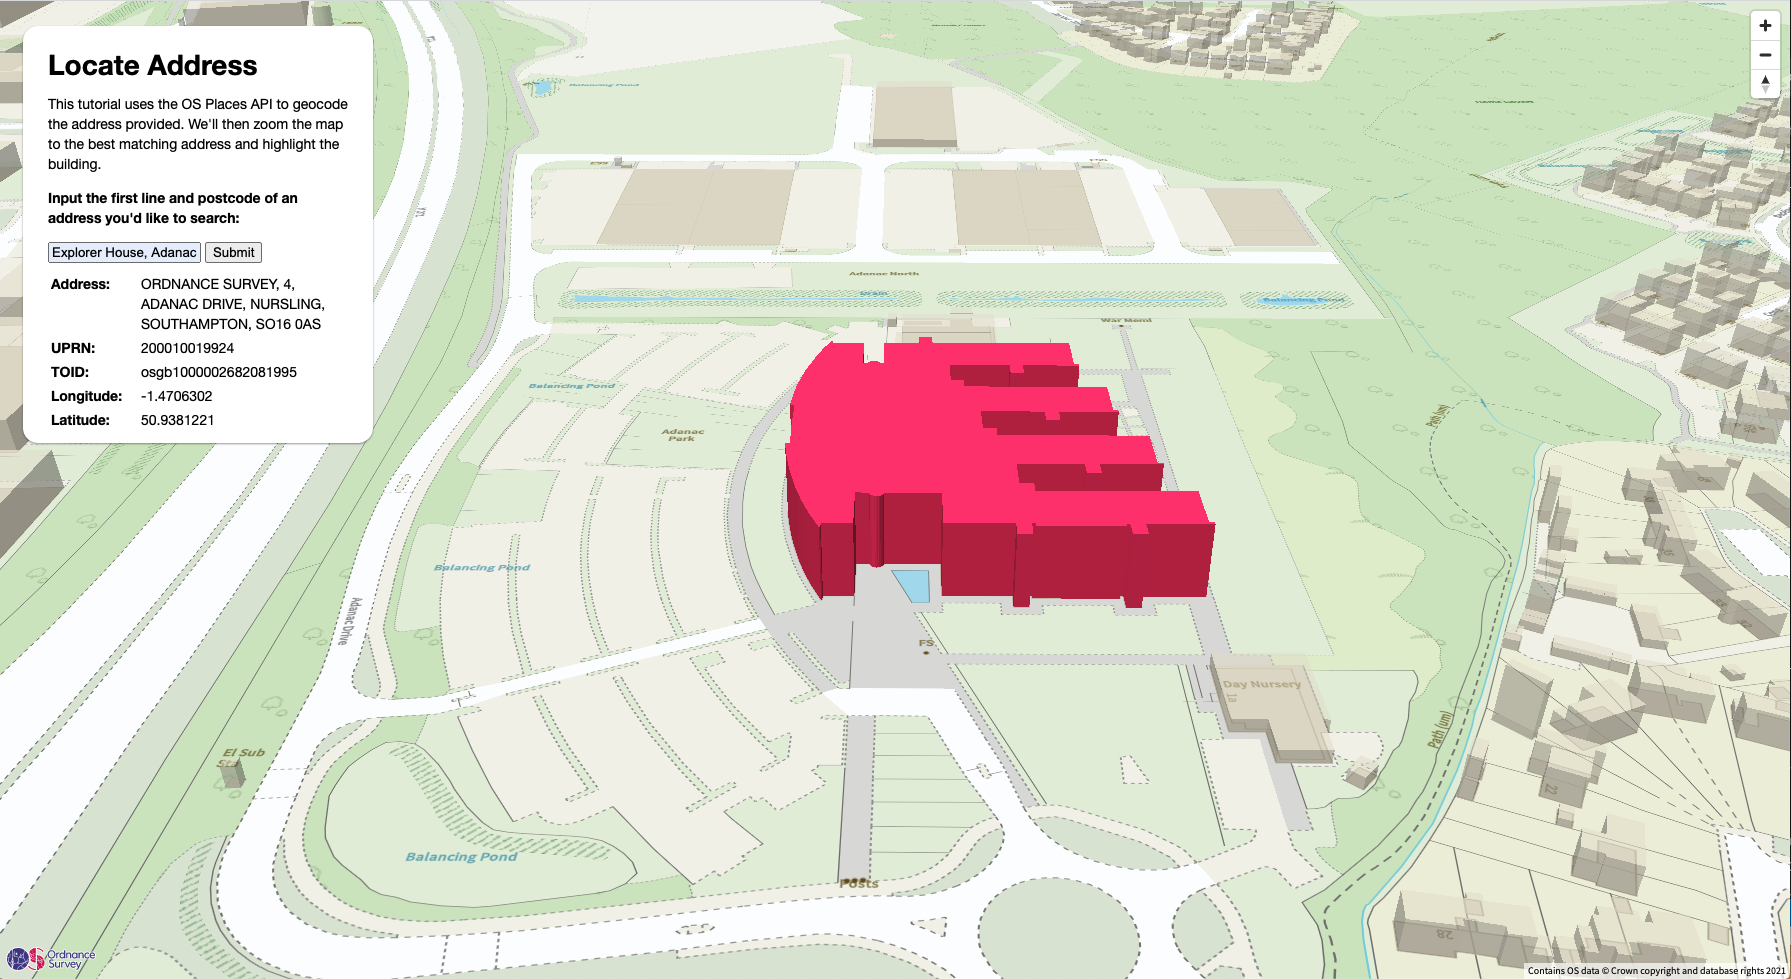 Locate Address
This tutorial uses the OS Places API to geocode
the address provided. We'll then zoom the map
to the best matching address and highlight the
building.
Input the first line and postcode of an
address you'd like to search:
Explorer House, Adanac
Submit
Address: ORDNANCE SURVEY, 4,
ADANAC DRIVE, NURSLING,
SOUTHAMPTON, SO16 0AS
UPRN: 200010019924
TOID: osgb1000002682081995
Longitude: -1.4706302
Latitude: 50.9381221
Balancing Pond
Adanac North
Drain
Balancing Pond
War Meml
Balancing Pond
Adanac
Park
Balancing Pond
Adanac Drive
FS
Day Nursery
1a
Path (um)
Path (um)
El Sub
Sta
Balancing Pond
Posts
22
28
Ordnance
Survey
Contains OS data © Crown copyright and database rights 2021